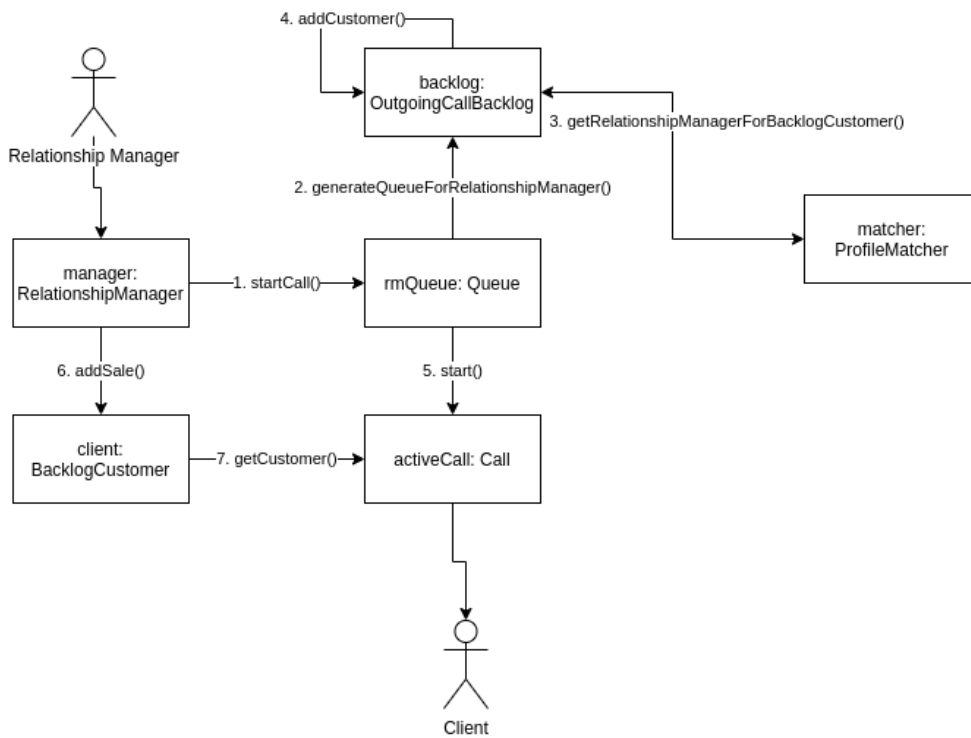 4. addCustomer()
backlog:
OutgoingCallBacklog
3. getRelationshipManagerForBacklogCustomer()
Relationship Manager
2. generateQueueForRelationshipManager()
matcher:
ProfileMatcher
manager:
RelationshipManager
1. startCall()
rmQueue: Queue
6. addSale()
5. start()
client:
BacklogCustomer
7. getCustomer()
activeCall: Call
Client